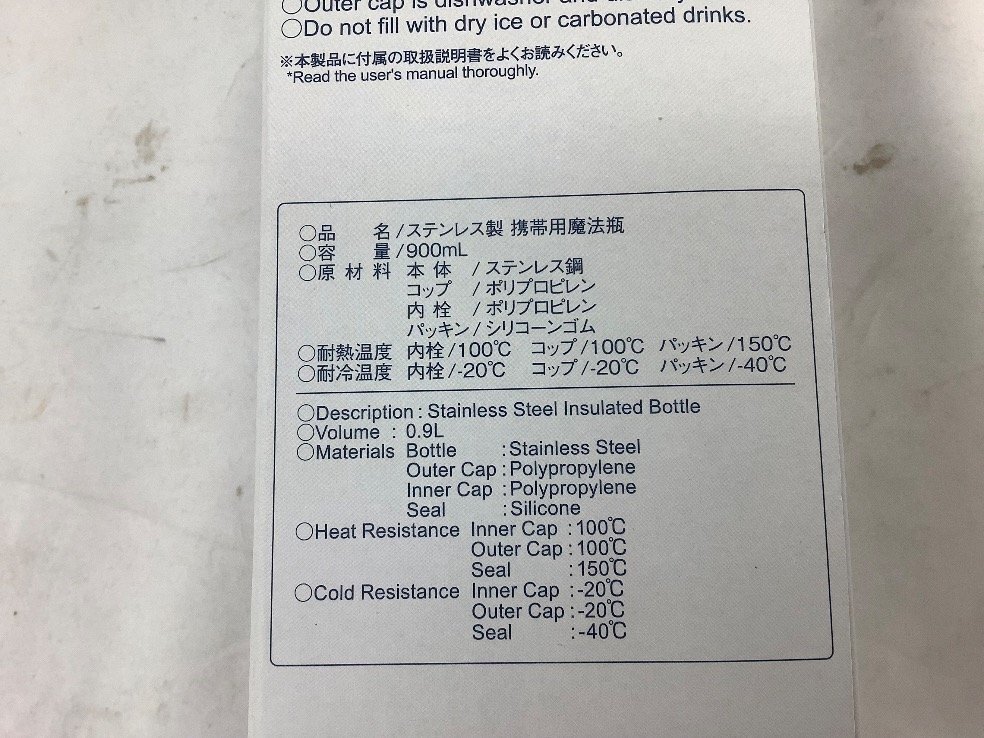 ○Outer cap is dishwasher and
○Do not fill with dry ice or carbonated drinks.
※本製品に付属の取扱説明書をよくお読みください。
*Read the user's manual thoroughly.
○品 名/ステンレス製 携帯用魔法瓶
○容 量/900mL
○原材料 本体 /ステンレス鋼
コップ /ポリプロピレン
内栓 /ポリプロピレン
パッキン/シリコーンゴム
○耐熱温度 内栓/100℃ コップ/100℃ パッキン/150℃
○耐冷温度 内栓/-20℃ コップ/-20℃ パッキン/-40℃
○Description : Stainless Steel Insulated Bottle
○Volume : 0.9L
○Materials Bottle : Stainless Steel
Outer Cap : Polypropylene
Inner Cap : Polypropylene
Seal : Silicone
○Heat Resistance Inner Cap : 100℃
Outer Cap : 100℃
Seal : 150℃
○Cold Resistance Inner Cap : -20℃
Outer Cap : -20℃
Seal : -40℃